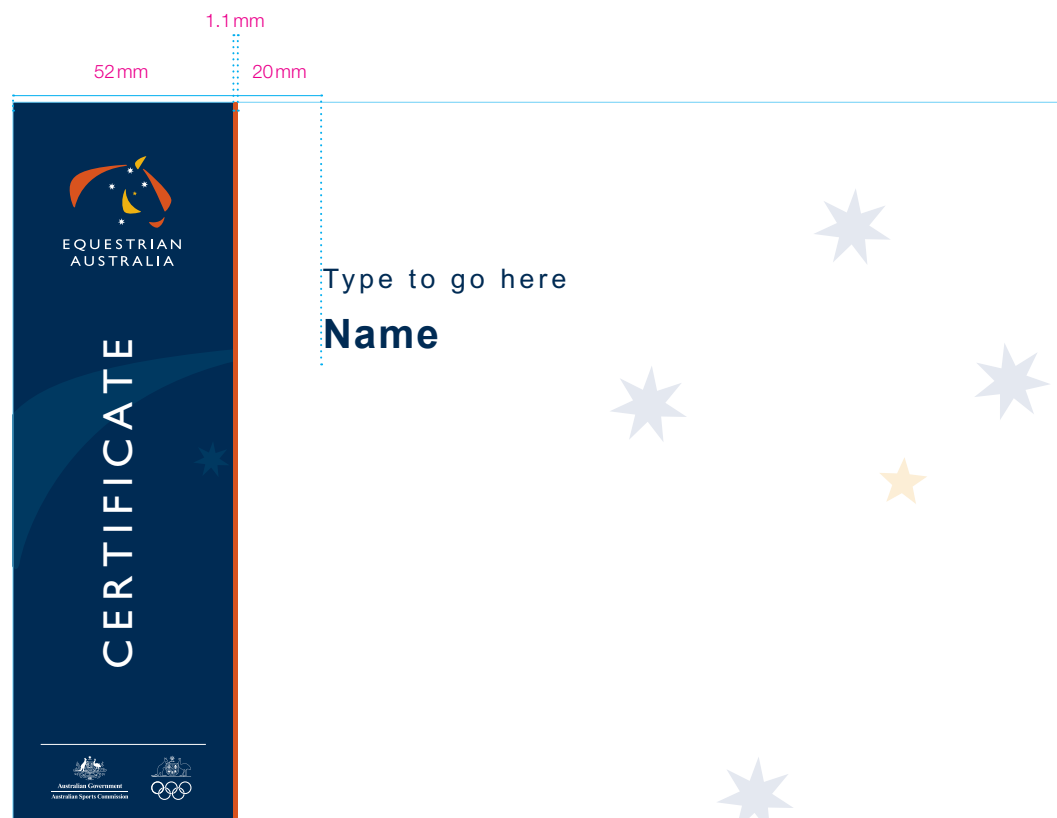 1.1mm
52mm
20mm
EQUESTRIAN
AUSTRALIA
Type to go here
Name
CERTIFICATE
Australian Government
Australian Sports Commission